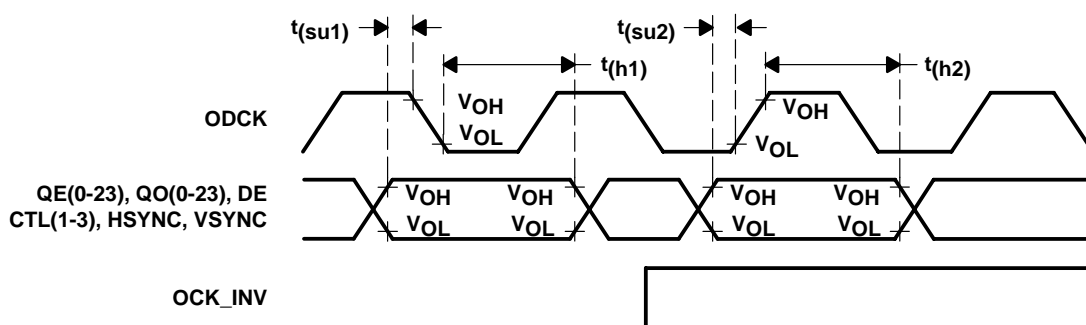 t(su1)
t(su2)
t(h1)
t(h2)
ODCK
VOH
VOL
VOH
VOL
QE(0-23), QO(0-23), DE
CTL(1-3), HSYNC, VSYNC
VOH
VOH
VOH
VOH
VOL
VOL
VOL
VOL
OCK_INV